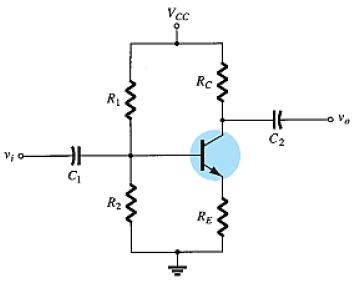 V_CC
R_1
R_C
v_i
C_1
v_o
C_2
R_2
R_E